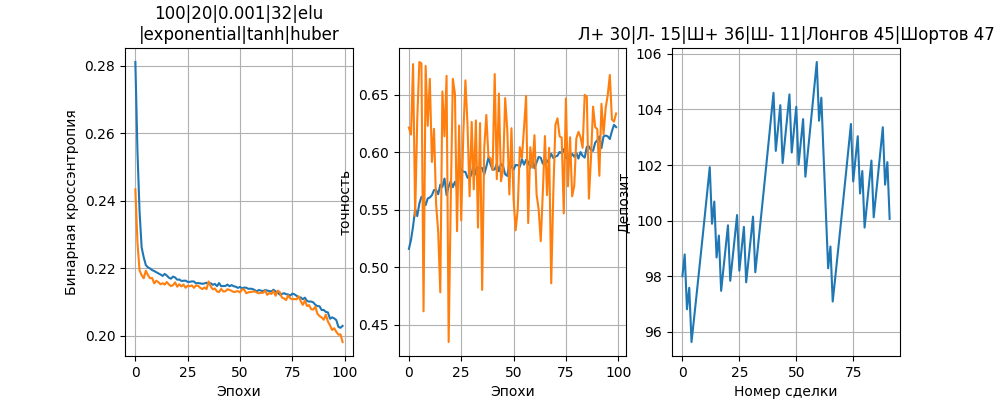 100|20|0.001|32|elu
|exponential|tanh|huber
Бинарная кроссэнтропия
0.28
0.26
0.24
0.22
0.20
0 25 50 75 100
Эпохи
точность
0.65
0.60
0.55
0.50
0.45
0 25 50 75 100
Эпохи
Л+ 30|Л- 15|Ш+ 36|Ш- 11|Лонгов 45|Шортов 47
Депозит
106
104
102
100
98
96
0 25 50 75
Номер сделки